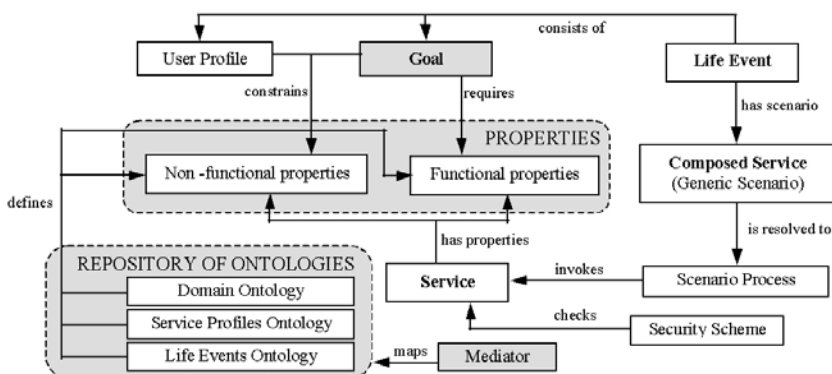 consists of
User Profile
Goal
Life Event
constrains
requires
has scenario
PROPERTIES
Non -functional properties
Functional properties
Composed Service
(Generic Scenario)
defines
has properties
is resolved to
REPOSITORY OF ONTOLOGIES
Domain Ontology
Service Profiles Ontology
Life Events Ontology
Service
invokes
Scenario Process
checks
Security Scheme
maps
Mediator